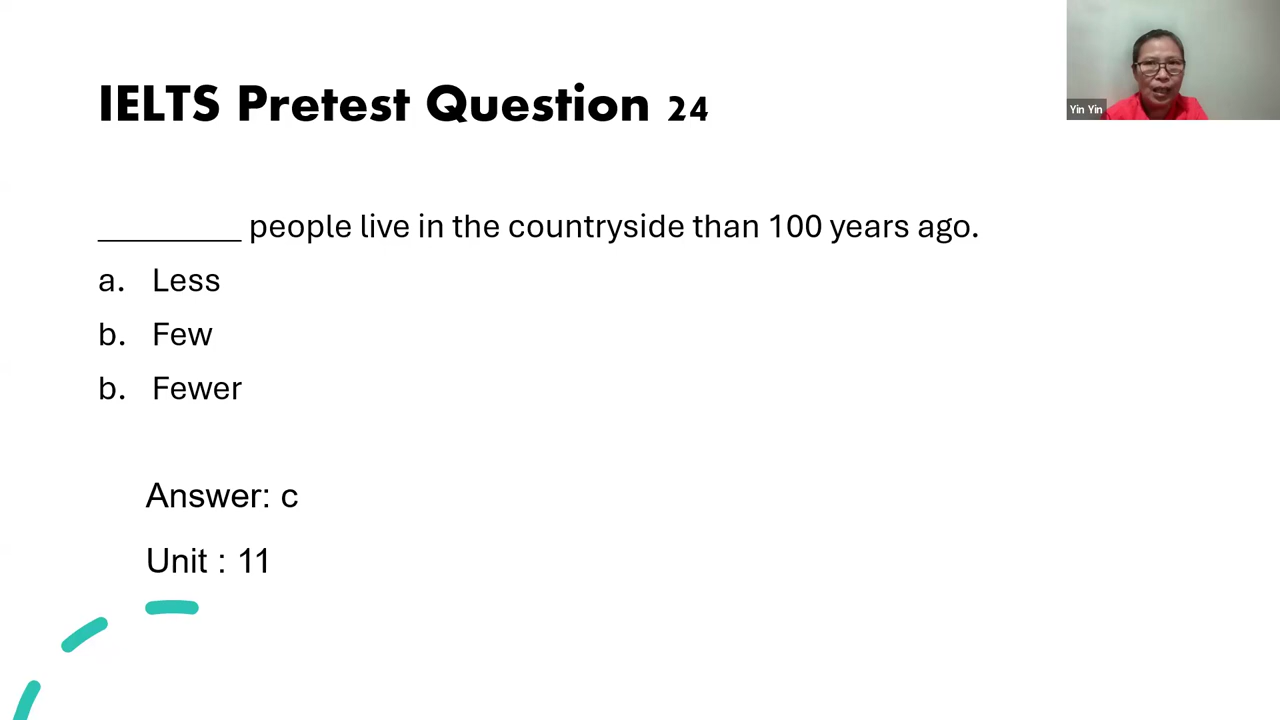 IELTS Pretest Question 24
Yin Yin
_________ people live in the countryside than 100 years ago.
a. Less
b. Few
b. Fewer
Answer: c
Unit : 11